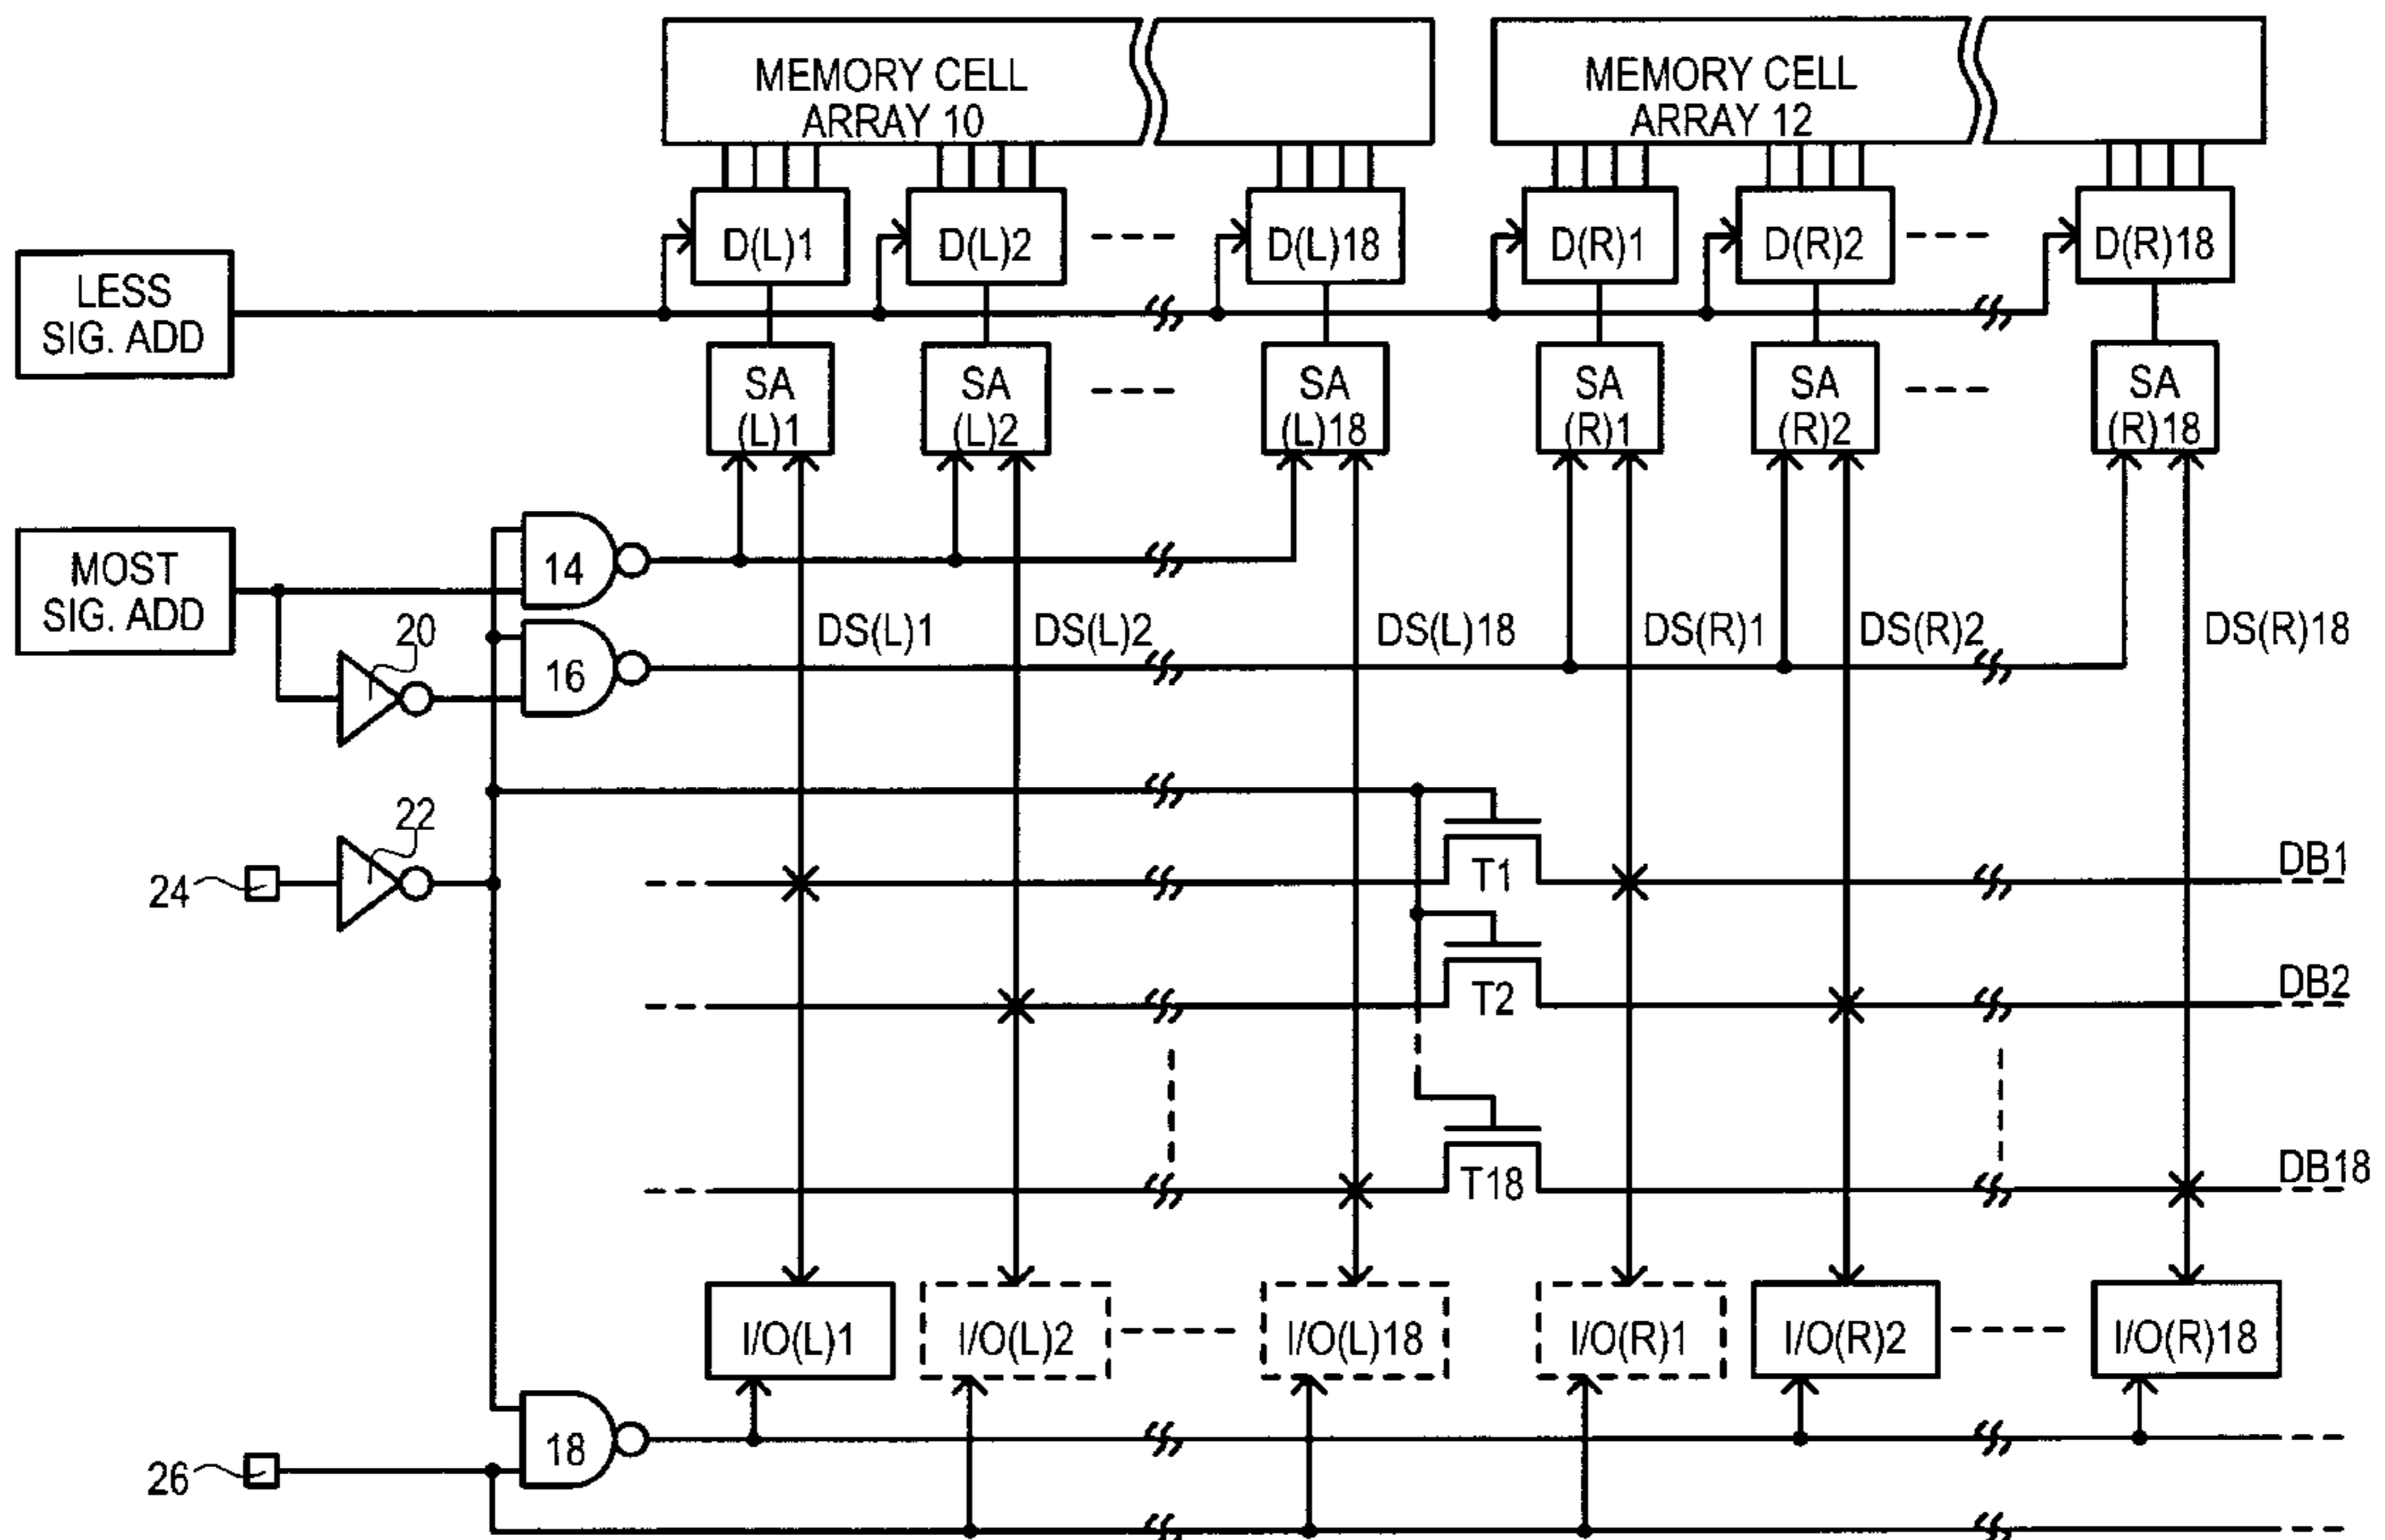 MEMORY CELL
ARRAY 10
MEMORY CELL
ARRAY 12
D(L)1
D(L)2
D(L)18
D(R)1
D(R)2
D(R)18
LESS
SIG. ADD
SA
(L)1
SA
(L)2
SA
(L)18
SA
(R)1
SA
(R)2
SA
(R)18
MOST
SIG. ADD
14
20
16
DS(L)1
DS(L)2
DS(L)18
DS(R)1
DS(R)2
DS(R)18
22
24
T1
DB1
T2
DB2
T18
DB18
I/O(L)1
I/O(L)2
I/O(L)18
I/O(R)1
I/O(R)2
I/O(R)18
18
26